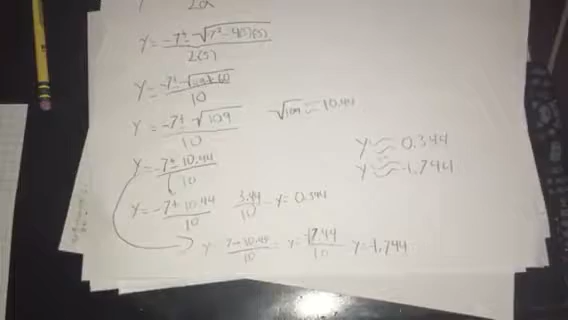 2a
y = -7 ± √7² - 4(5)(3) / 2(5)
y = -7 ± √49 + 60 / 10
y = -7 ± √109 / 10 √109 ≈ 10.44
y = -7 ± 10.44 / 10
y ≈ 0.344
y ≈ -1.744
y = -7 + 10.44 / 10 3.44 / 10 y = 0.344
y -7 - 10.44 / 10 = y = -17.44 / 10 y = -1.744